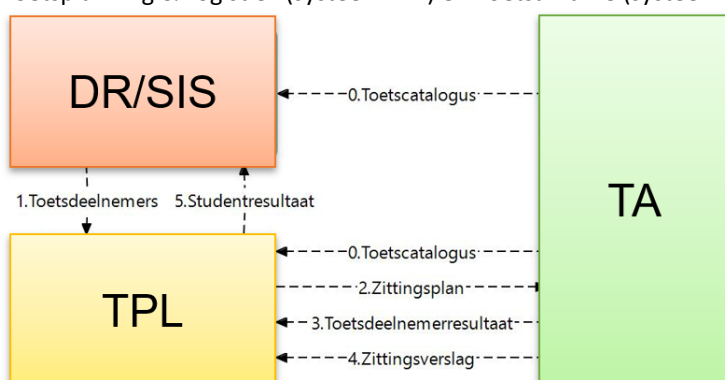 DR/SIS
0.Toetscatalogus
TA
1.Toetsdeelnemers
5.Studentresultaat
0.Toetscatalogus
TPL
2.Zittingsplan
3.Toetsdeelnemerresultaat
4.Zittingsverslag